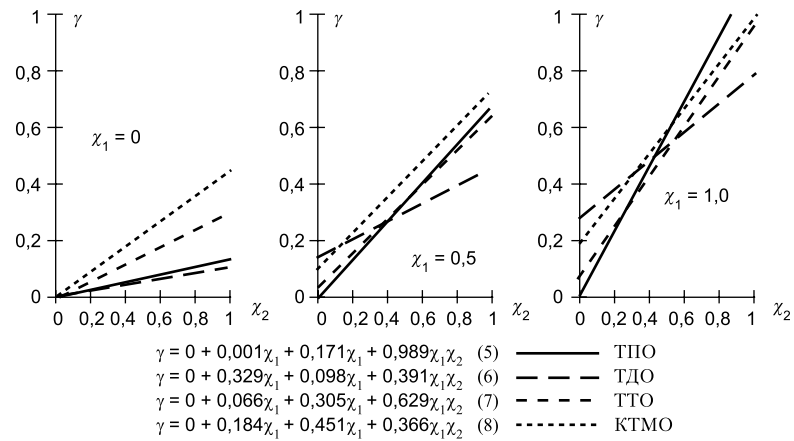 1 γ 1 γ 1 γ
0,8 0,8 0,8
χ1 = 0
0,6 0,6 0,6
0,4 0,4 0,4
χ1 = 1,0
0,2 0,2 0,2
χ1 = 0,5
0 0 0
0 0,2 0,4 0,6 0,8 1 χ2 0 0,2 0,4 0,6 0,8 1 χ2 0 0,2 0,4 0,6 0,8 1 χ2
γ = 0 + 0,001χ1 + 0,171χ1 + 0,989χ1χ2 (5) ТПО
γ = 0 + 0,329χ1 + 0,098χ1 + 0,391χ1χ2 (6) ТДО
γ = 0 + 0,066χ1 + 0,305χ1 + 0,629χ1χ2 (7) ТТО
γ = 0 + 0,184χ1 + 0,451χ1 + 0,366χ1χ2 (8) КТМО